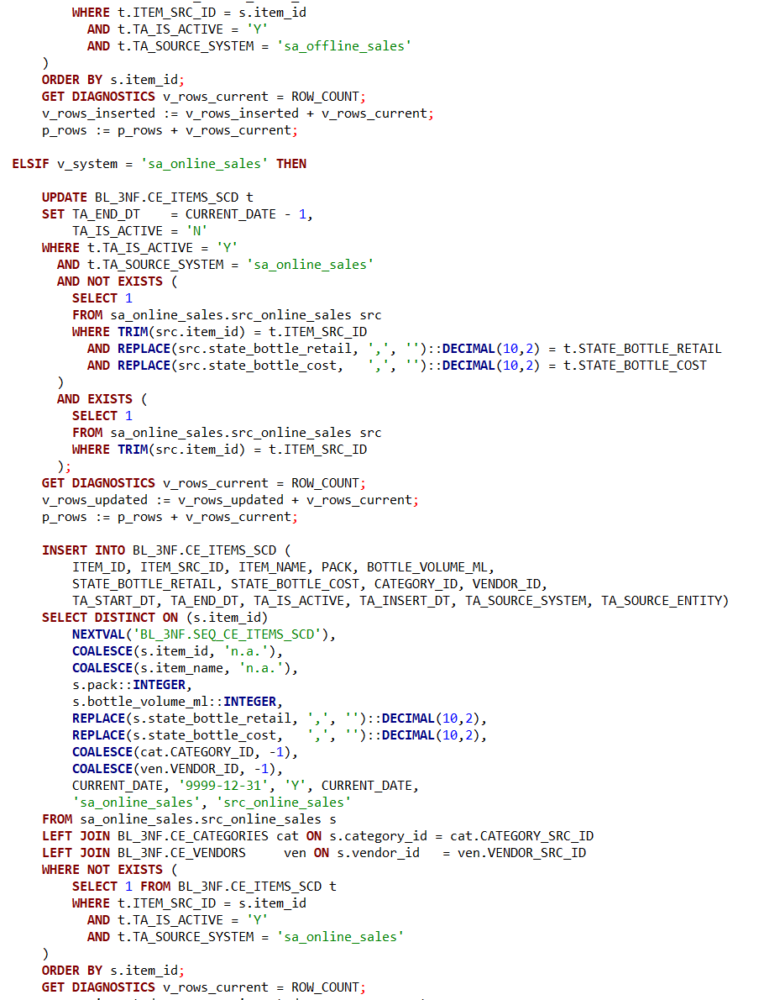 WHERE t.ITEM_SRC_ID = s.item_id
AND t.TA_IS_ACTIVE = 'Y'
AND t.TA_SOURCE_SYSTEM = 'sa_offline_sales'
)
ORDER BY s.item_id;
GET DIAGNOSTICS v_rows_current = ROW_COUNT;
v_rows_inserted := v_rows_inserted + v_rows_current;
p_rows := p_rows + v_rows_current;
ELSIF v_system = 'sa_online_sales' THEN
UPDATE BL_3NF.CE_ITEMS_SCD t
SET TA_END_DT    = CURRENT_DATE - 1,
TA_IS_ACTIVE = 'N'
WHERE t.TA_IS_ACTIVE = 'Y'
AND t.TA_SOURCE_SYSTEM = 'sa_online_sales'
AND NOT EXISTS (
SELECT 1
FROM sa_online_sales.src_online_sales src
WHERE TRIM(src.item_id) = t.ITEM_SRC_ID
AND REPLACE(src.state_bottle_retail, ',', '')::DECIMAL(10,2) = t.STATE_BOTTLE_RETAIL
AND REPLACE(src.state_bottle_cost,   ',', '')::DECIMAL(10,2) = t.STATE_BOTTLE_COST
)
AND EXISTS (
SELECT 1
FROM sa_online_sales.src_online_sales src
WHERE TRIM(src.item_id) = t.ITEM_SRC_ID
);
GET DIAGNOSTICS v_rows_current = ROW_COUNT;
v_rows_updated := v_rows_updated + v_rows_current;
p_rows := p_rows + v_rows_current;
INSERT INTO BL_3NF.CE_ITEMS_SCD (
ITEM_ID, ITEM_SRC_ID, ITEM_NAME, PACK, BOTTLE_VOLUME_ML,
STATE_BOTTLE_RETAIL, STATE_BOTTLE_COST, CATEGORY_ID, VENDOR_ID,
TA_START_DT, TA_END_DT, TA_IS_ACTIVE, TA_INSERT_DT, TA_SOURCE_SYSTEM, TA_SOURCE_ENTITY)
SELECT DISTINCT ON (s.item_id)
NEXTVAL('BL_3NF.SEQ_CE_ITEMS_SCD'),
COALESCE(s.item_id, 'n.a.'),
COALESCE(s.item_name, 'n.a.'),
s.pack::INTEGER,
s.bottle_volume_ml::INTEGER,
REPLACE(s.state_bottle_retail, ',', '')::DECIMAL(10,2),
REPLACE(s.state_bottle_cost,   ',', '')::DECIMAL(10,2),
COALESCE(cat.CATEGORY_ID, -1),
COALESCE(ven.VENDOR_ID, -1),
CURRENT_DATE, '9999-12-31', 'Y', CURRENT_DATE,
'sa_online_sales', 'src_online_sales'
FROM sa_online_sales.src_online_sales s
LEFT JOIN BL_3NF.CE_CATEGORIES cat ON s.category_id = cat.CATEGORY_SRC_ID
LEFT JOIN BL_3NF.CE_VENDORS     ven ON s.vendor_id   = ven.VENDOR_SRC_ID
WHERE NOT EXISTS (
SELECT 1 FROM BL_3NF.CE_ITEMS_SCD t
WHERE t.ITEM_SRC_ID = s.item_id
AND t.TA_IS_ACTIVE = 'Y'
AND t.TA_SOURCE_SYSTEM = 'sa_online_sales'
)
ORDER BY s.item_id;
GET DIAGNOSTICS v_rows_current = ROW_COUNT;